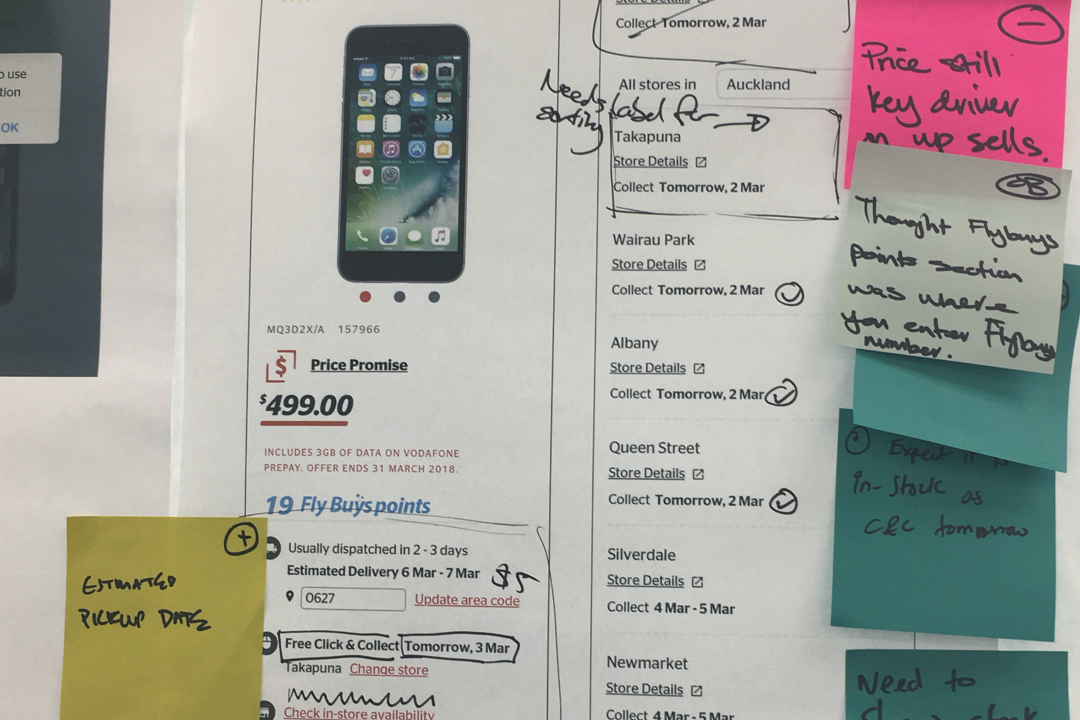 o use
tion
OK
MQ3D2X/A 157966
$ Price Promise
$499.00
INCLUDES 3GB OF DATA ON VODAFONE
PREPAY. OFFER ENDS 31 MARCH 2018.
19 Fly Buys points
Usually dispatched in 2 - 3 days
Estimated Delivery 6 Mar - 7 Mar $5
0627 Update area code
Free Click & Collect Tomorrow, 3 Mar
Takapuna Change store
Check in-store availability
+
ESTIMATED
PICKUP DATE
Store Details
Collect Tomorrow, 2 Mar
All stores in Auckland
Needs label for
sorting
Takapuna
Store Details
Collect Tomorrow, 2 Mar
Wairau Park
Store Details
Collect Tomorrow, 2 Mar
Albany
Store Details
Collect Tomorrow, 2 Mar
Queen Street
Store Details
Collect Tomorrow, 2 Mar
Silverdale
Store Details
Collect 4 Mar - 5 Mar
Newmarket
Store Details
Collect 4 Mar - 5 Mar
Price still
key driver
on up sells.
Thought Flybuys
points section
was where
you enter Flybuys
number.
Expect it is
in-stock as
C&C tomorrow
Need to